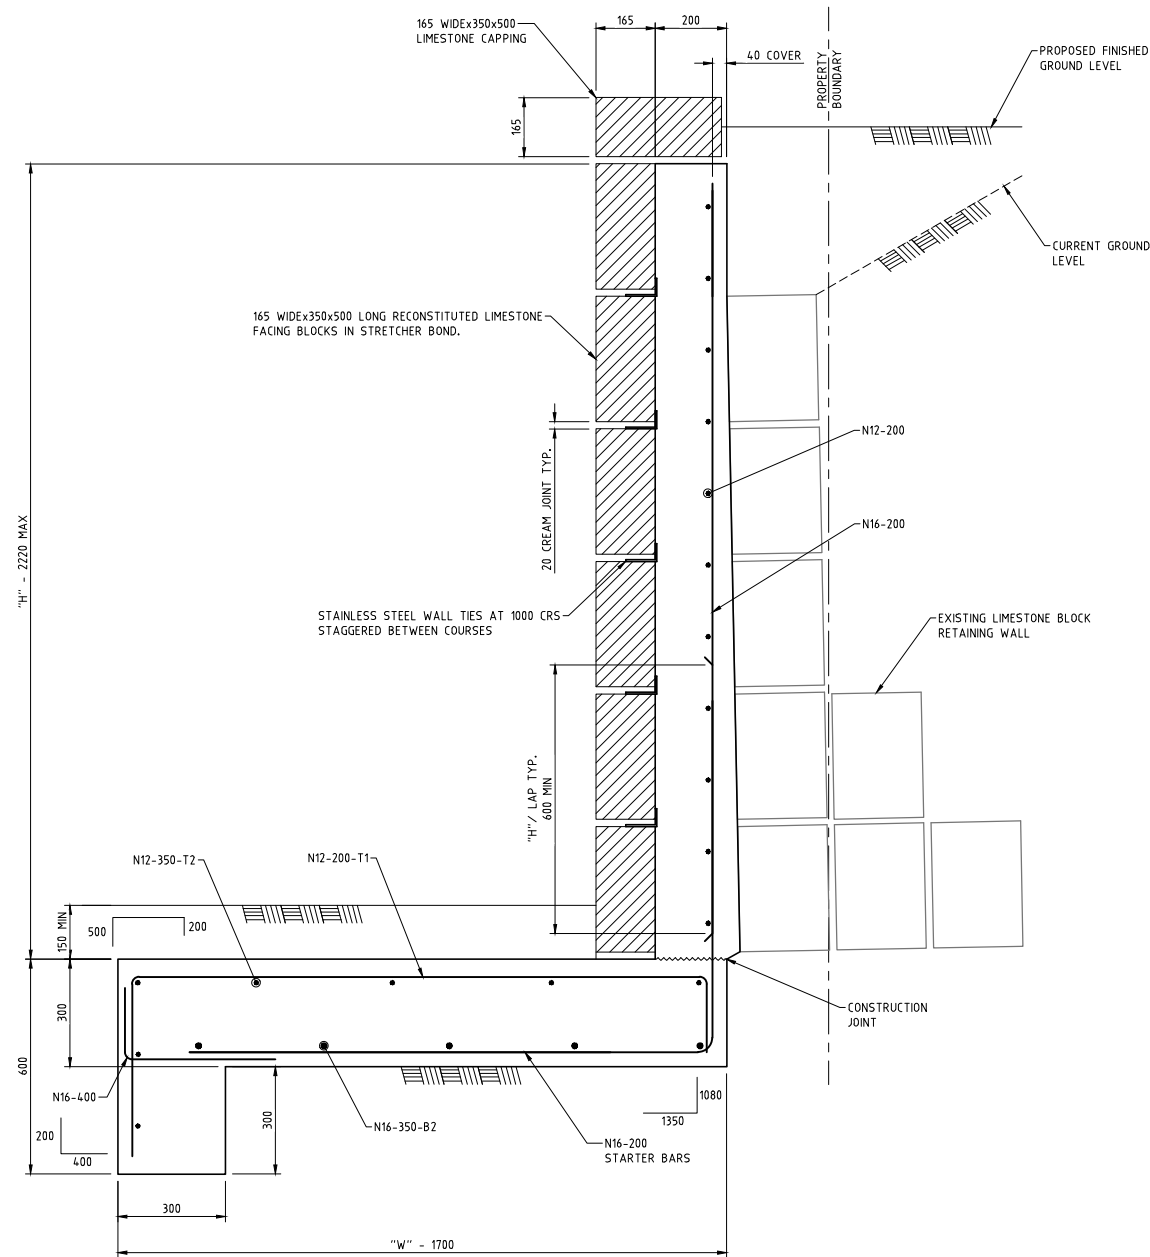 165 WIDEx350x500
LIMESTONE CAPPING
165
200
40 COVER
PROPERTY
BOUNDARY
PROPOSED FINISHED
GROUND LEVEL
165
CURRENT GROUND
LEVEL
165 WIDEx350x500 LONG RECONSTITUTED LIMESTONE
FACING BLOCKS IN STRETCHER BOND.
N12-200
20 CREAM JOINT TYP.
N16-200
"H" - 2220 MAX
STAINLESS STEEL WALL TIES AT 1000 CRS
STAGGERED BETWEEN COURSES
EXISTING LIMESTONE BLOCK
RETAINING WALL
"H"/ LAP TYP.
600 MIN
N12-350-T2
N12-200-T1
150 MIN
500
200
300
600
CONSTRUCTION
JOINT
N16-400
200
400
300
N16-350-B2
1080
1350
N16-200
STARTER BARS
300
"W" - 1700